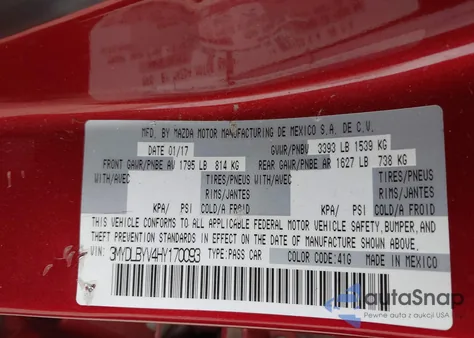 MFD. BY MAZDA MOTOR MANUFACTURING DE MEXICO S.A. DE C.V.
DATE 01/17 GVWR/PNBV 3393 LB 1539 KG
FRONT GAWR/PNBE AV 1795 LB 814 KG REAR GAWR/PNBE AR 1627 LB 738 KG
WITH/AVEC TIRES/PNEUS WITH/AVEC TIRES/PNEUS
RIMS/JANTES RIMS/JANTES
KPA/ PSI COLD/A FROID KPA/ PSI COLD/A FROID
THIS VEHICLE CONFORMS TO ALL APPLICABLE FEDERAL MOTOR VEHICLE SAFETY, BUMPER, AND
THEFT PREVENTION STANDARDS IN EFFECT ON THE DATE OF MANUFACTURE SHOWN ABOVE.
VIN: 3MYDLBYV4HY170093 TYPE: PASS CAR COLOR CODE: 41G MADE IN MEXICO
autoSnap
Pewne auta z aukcji w USA